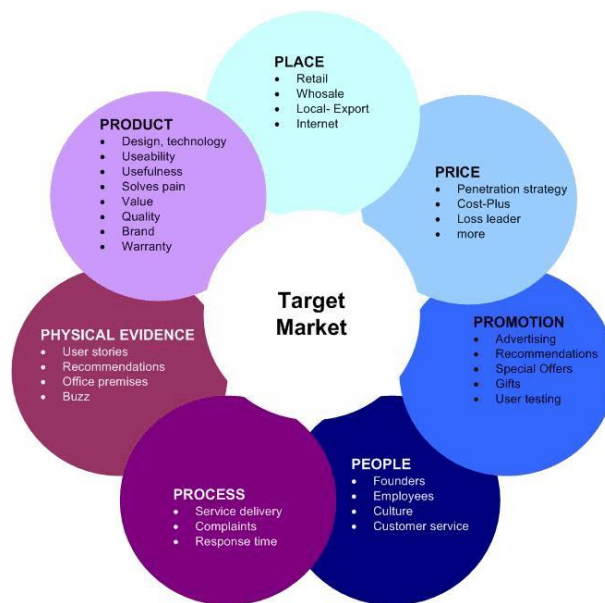 PLACE
Retail
Whosale
Local- Export
Internet
PRICE
Penetration strategy
Cost-Plus
Loss leader
more
PROMOTION
Advertising
Recommendations
Special Offers
Gifts
User testing
PEOPLE
Founders
Employees
Culture
Customer service
PROCESS
Service delivery
Complaints
Response time
PHYSICAL EVIDENCE
User stories
Recommendations
Office premises
Buzz
PRODUCT
Design, technology
Useability
Usefulness
Solves pain
Value
Quality
Brand
Warranty
Target
Market